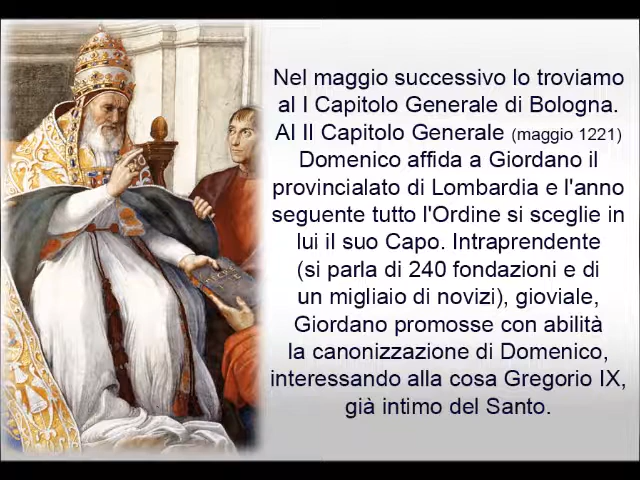 Nel maggio successivo lo troviamo
al I Capitolo Generale di Bologna.
Al II Capitolo Generale (maggio 1221)
Domenico affida a Giordano il
provincialato di Lombardia e l'anno
seguente tutto l'Ordine si sceglie in
lui il suo Capo. Intraprendente
(si parla di 240 fondazioni e di
un migliaio di novizi), gioviale,
Giordano promosse con abilità
la canonizzazione di Domenico,
interessando alla cosa Gregorio IX,
già intimo del Santo.